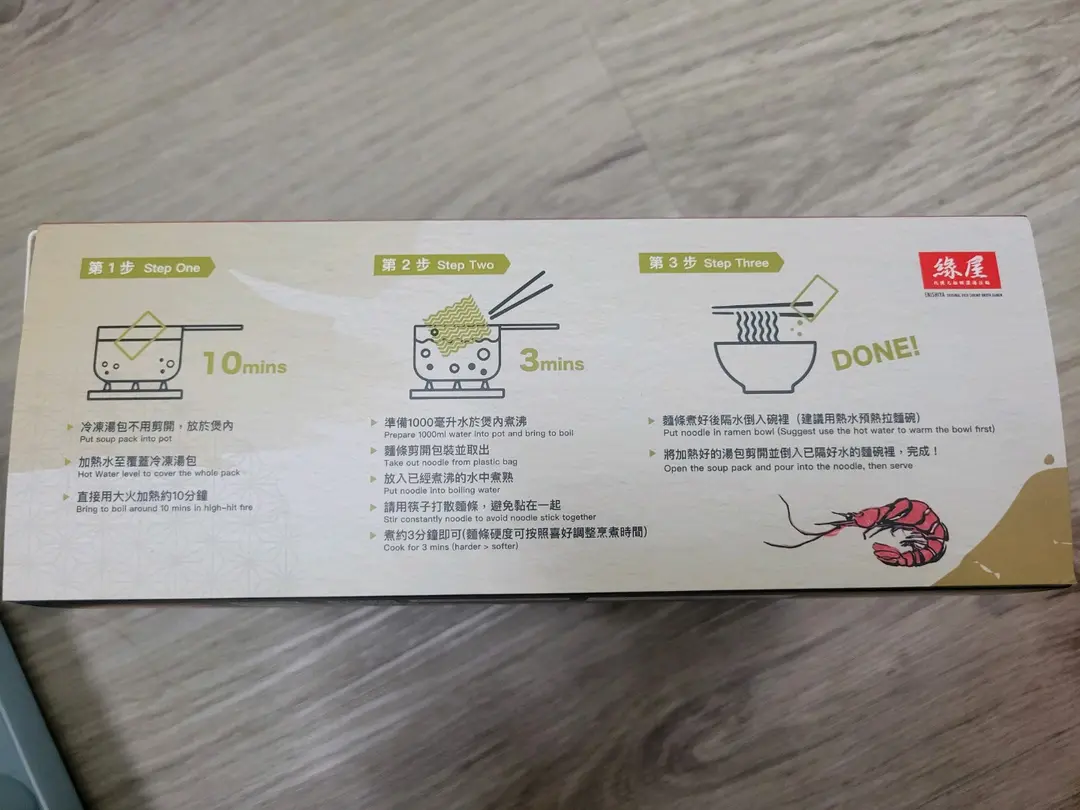 第 1 步 Step One
10mins
冷凍湯包不用剪開，放於煲內
Put soup pack into pot
加熱水至覆蓋冷凍湯包
Hot Water level to cover the whole pack
直接用大火加熱約10分鐘
Bring to boil around 10 mins in high-hit fire
第 2 步 Step Two
3mins
準備1000毫升水於煲內煮沸
Prepare 1000ml water into pot and bring to boil
麵條剪開包裝並取出
Take out noodle from plastic bag
放入已經煮沸的水中煮熟
Put noodle into boiling water
請用筷子打散麵條，避免黏在一起
Stir constantly noodle to avoid noodle stick together
煮約3分鐘即可(麵條硬度可按照喜好調整烹煮時間)
Cook for 3 mins (harder > softer)
第 3 步 Step Three
DONE!
麵條煮好後隔水倒入碗裡（建議用熱水預熱拉麵碗）
Put noodle in ramen bowl (Suggest use the hot water to warm the bowl first)
將加熱好的湯包剪開並倒入已隔好水的麵碗裡，完成！
Open the soup pack and pour into the noodle, then serve
緣屋